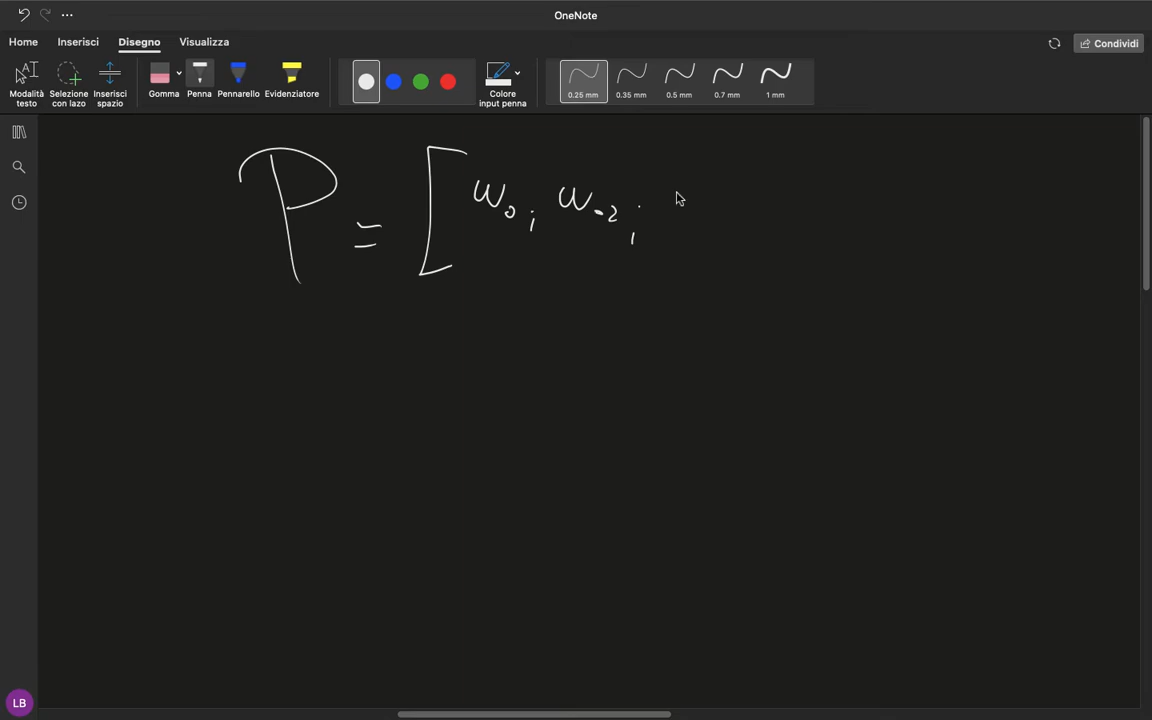 OneNote
Home Inserisci Disegno Visualizza
Condividi
Modalità testo
Selezione con lazo
Inserisci spazio
Gomma
Penna
Pennarello
Evidenziatore
Colore input penna
0.25 mm 0.35 mm 0.5 mm 0.7 mm 1 mm
P = [ w₀ ; w₋₂ ;
LB